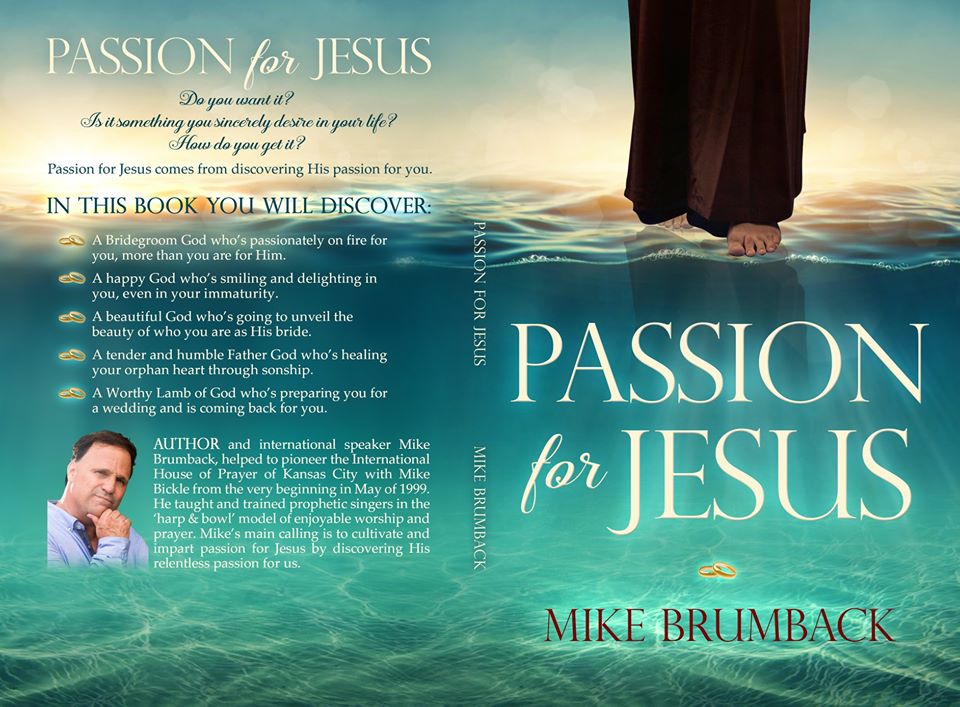 PASSION for JESUS
Do you want it?
Is it something you sincerely desire in your life?
How do you get it?
Passion for Jesus comes from discovering His passion for you.
IN THIS BOOK YOU WILL DISCOVER:
A Bridegroom God who's passionately on fire for
you, more than you are for Him.
A happy God who's smiling and delighting in
you, even in your immaturity.
A beautiful God who's going to unveil the
beauty of who you are as His bride.
A tender and humble Father God who's healing
your orphan heart through sonship.
A Worthy Lamb of God who's preparing you for
a wedding and is coming back for you.
AUTHOR and international speaker Mike
Brumback, helped to pioneer the International
House of Prayer of Kansas City with Mike
Bickle from the very beginning in May of 1999.
He taught and trained prophetic singers in the
'harp & bowl' model of enjoyable worship and
prayer. Mike's main calling is to cultivate and
impart passion for Jesus by discovering His
relentless passion for us.
PASSION FOR JESUS
MIKE BRUMBACK
PASSION
for JESUS
MIKE BRUMBACK